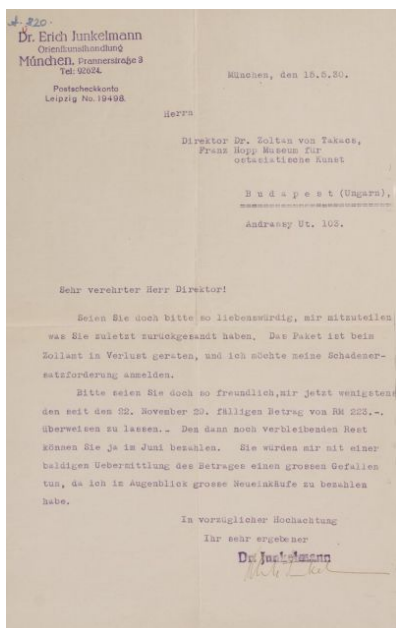 A. 220.
Dr. Erich Junkelmann
Orientkunsthandlung
München, Prannerstraße 3
Tel: 92624.
Postscheckkonto
Leipzig No. 19498.
München, den 15.5.30.
Herrn
Direktor Dr. Zoltan von Takacs,
Franz Hopp Museum für
ostasiatische Kunst
B u d a p e s t (Ungarn),
Andrassy Ut. 103.
Sehr verehrter Herr Direktor!
Seien Sie doch bitte so liebenswürdig, mir mitzuteilen
was Sie zuletzt zurückgesandt haben. Das Paket ist beim
Zollamt in Verlust geraten, und ich möchte meine Schadener-
satzforderung anmelden.
Bitte seien Sie doch so freundlich,mir jetzt wenigstens
den seit den 22. November 29. fälligen Betrag von RM 223.-.
überweisen zu lassen.. Den dann noch verbleibenden Rest
können Sie ja im Juni bezahlen. Sie würden mir mit einer
baldigen Uebermittlung des Betrages einen grossen Gefallen
tun, da ich im Augenblick grosse Neueinkäufe zu bezahlen
habe.
In vorzüglicher Hochachtung
Ihr sehr ergebener
Dr. Junkelmann